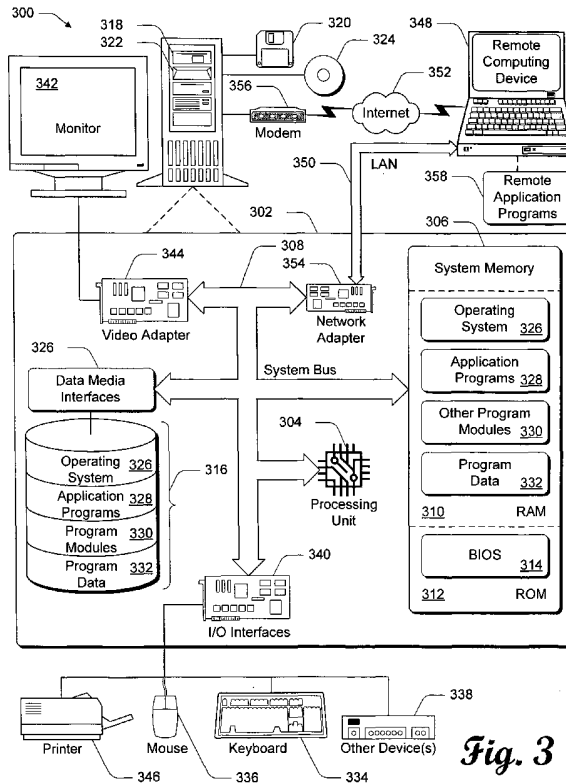 300
318
322
320
324
348
342
Monitor
356
Modem
352
Internet
Remote
Computing
Device
350
LAN
358
Remote
Application
Programs
302
306
344
308
354
Video Adapter
Network
Adapter
System Memory
Operating
System 326
Application
Programs 328
Other Program
Modules 330
Program
Data 332
310 RAM
BIOS 314
312 ROM
326
Data Media
Interfaces
System Bus
304
Processing
Unit
Operating
System 326
Application
Programs 328
Program
Modules 330
Program
Data 332
316
340
I/O Interfaces
338
Printer
Mouse
Keyboard
Other Device(s)
346
336
334
Fig. 3